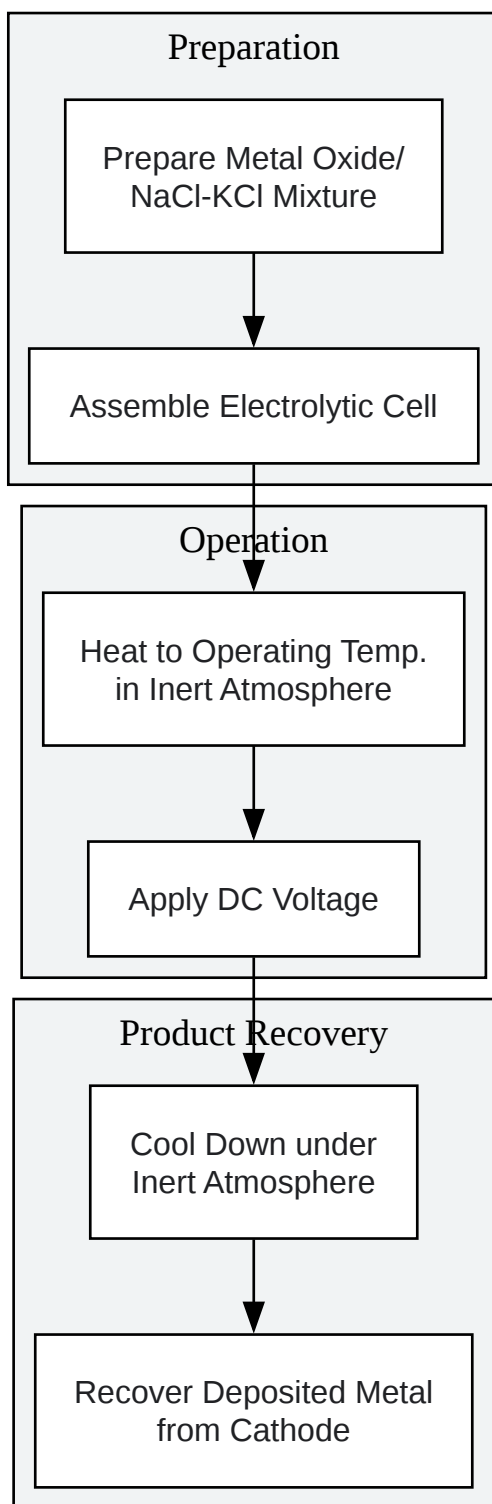 Preparation
Prepare Metal Oxide/
NaCl-KCl Mixture
Assemble Electrolytic Cell
Operation
Heat to Operating Temp.
in Inert Atmosphere
Apply DC Voltage
Product Recovery
Cool Down under
Inert Atmosphere
Recover Deposited Metal
from Cathode